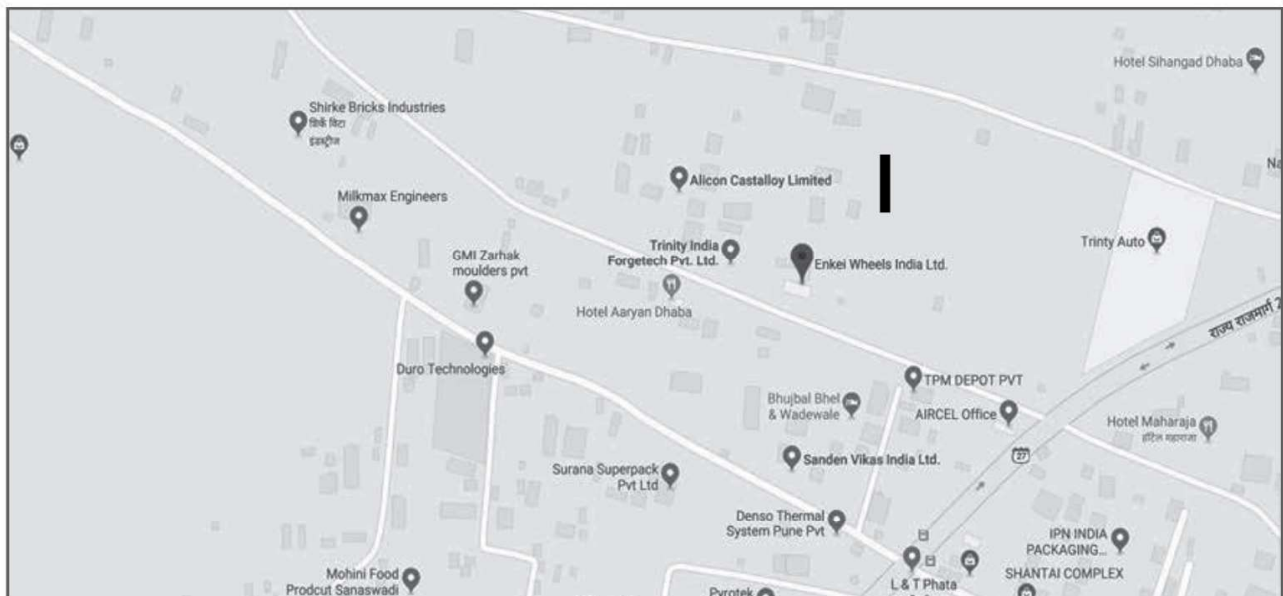 Hotel Sihangad Dhaba
Shirke Bricks Industries
शिर्के विटा
इंडस्ट्रीज
Na
Alicon Castalloy Limited
Milkmax Engineers
Trinty Auto
Trinity India
Forgetech Pvt. Ltd.
Enkei Wheels India Ltd.
GMI Zarhak
moulders pvt
Hotel Aaryan Dhaba
राज्य राजमार्ग 2
Duro Technologies
TPM DEPOT PVT
Bhujbal Bhel
& Wadewale
AIRCEL Office
Hotel Maharaja
हॉटेल महाराजा
27
Sanden Vikas India Ltd.
Surana Superpack
Pvt Ltd
Denso Thermal
System Pune Pvt
IPN INDIA
PACKAGING...
L & T Phata
SHANTAI COMPLEX
Mohini Food
Prodcut Sanaswadi
Pyrotek